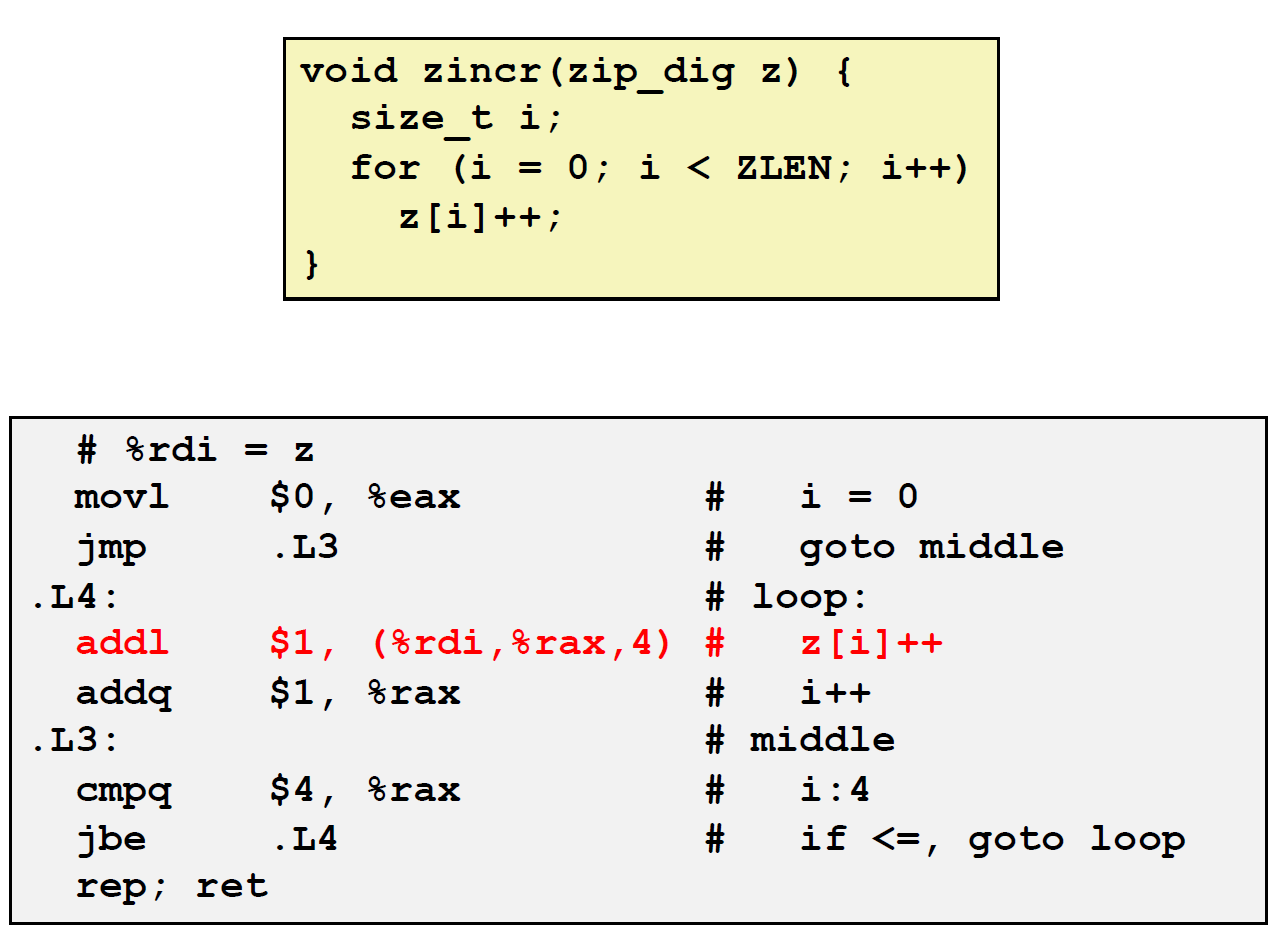 void zincr(zip_dig z) {
  size_t i;
  for (i = 0; i < ZLEN; i++)
    z[i]++;
}
  # %rdi = z
  movl    $0, %eax          #   i = 0
  jmp     .L3               #   goto middle
.L4:                        # loop:
  addl    $1, (%rdi,%rax,4) #   z[i]++
  addq    $1, %rax          #   i++
.L3:                        # middle
  cmpq    $4, %rax          #   i:4
  jbe     .L4               #   if <=, goto loop
  rep; ret